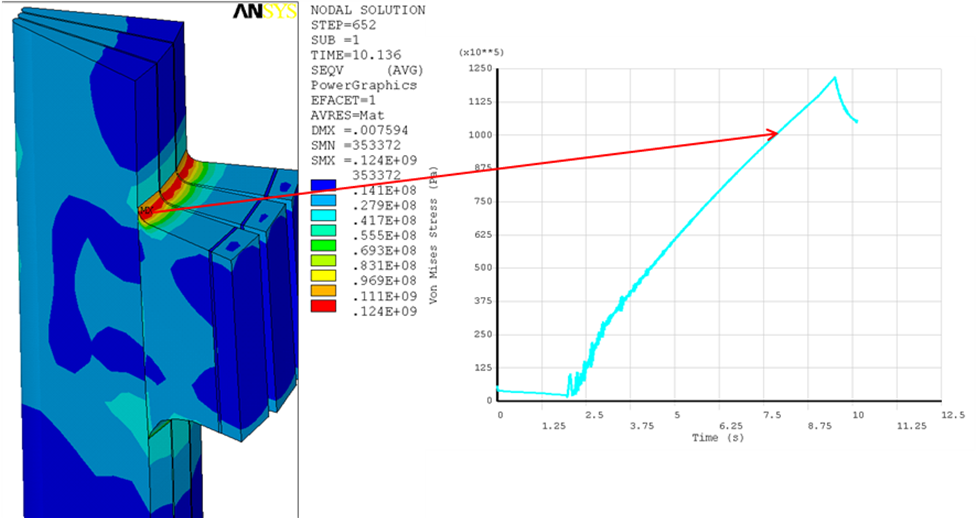 ANSYS
NODAL SOLUTION
STEP=652
SUB =1
TIME=10.136
SEQV (AVG)
PowerGraphics
EFACET=1
AVRES=Mat
DMX =.007594
SMN =353372
SMX =.124E+09
353372
.141E+08
.279E+08
.417E+08
.555E+08
.693E+08
.831E+08
.969E+08
.111E+09
.124E+09
(x10**5)
1250
1125
1000
875
750
625
500
375
250
125
0
Von Mises Stress (Pa)
0 2.5 5 7.5 10 12.5
1.25 3.75 6.25 8.75 11.25
Time (s)